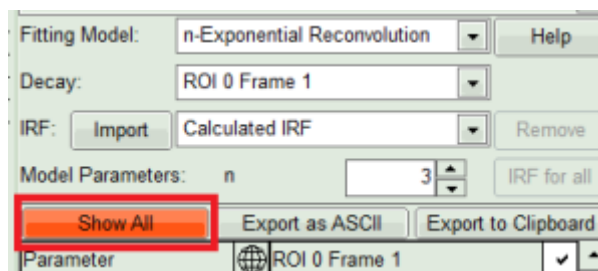 Fitting Model: n-Exponential Reconvolution Help
Decay: ROI 0 Frame 1
IRF: Import Calculated IRF Remove
Model Parameters: n 3 IRF for all
Show All Export as ASCII Export to Clipboard
Parameter ROI 0 Frame 1